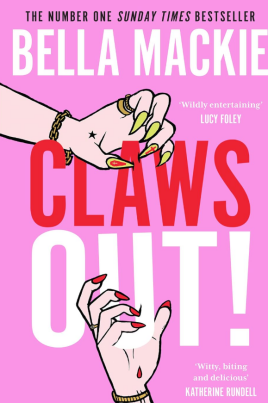 THE NUMBER ONE SUNDAY TIMES BESTSELLER
BELLA MACKIE
‘Wildly entertaining’
LUCY FOLEY
CLAWS
OUT!
‘Witty, biting
and delicious’
KATHERINE RUNDELL